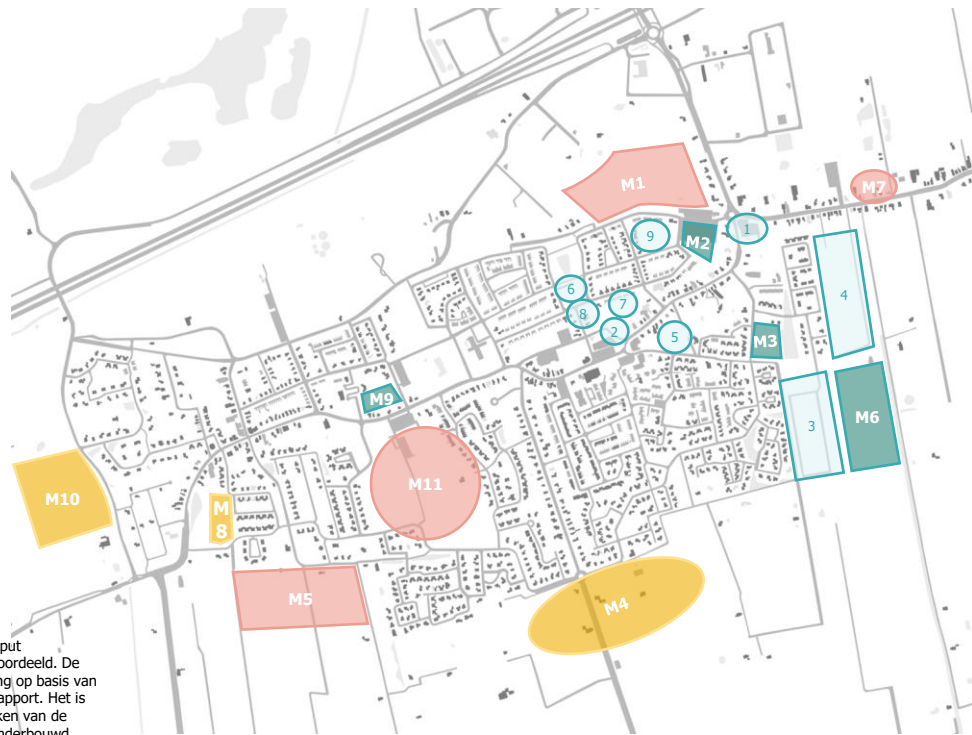 M1
M7
9
M2
1
6
4
7
8
2
5
M3
M9
M6
3
M11
M10
M
8
M5
M4
put
oordeeld. De
ng op basis van
apport. Het is
ken van de
nderbouwd